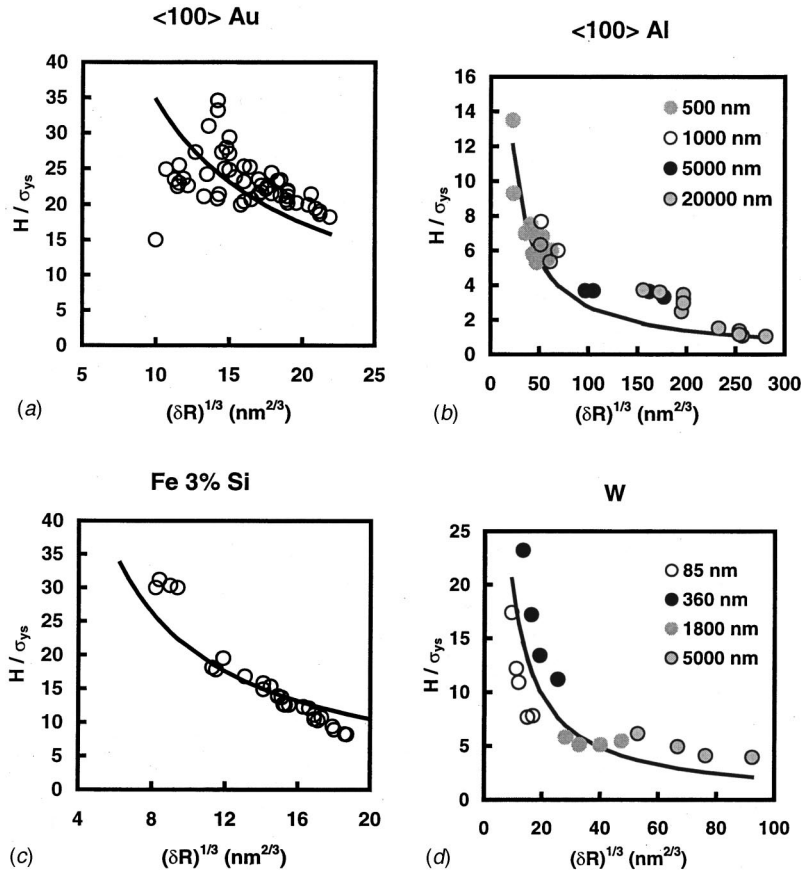 <100> Au
H / σys
40
35
30
25
20
15
10
5
0
5 10 15 20 25
(a)
(δR)1/3 (nm2/3)
<100> Al
H / σys
16
14
12
10
8
6
4
2
0
500 nm
1000 nm
5000 nm
20000 nm
0 50 100 150 200 250 300
(b)
(δR)1/3 (nm2/3)
Fe 3% Si
H / σys
40
35
30
25
20
15
10
5
0
4 8 12 16 20
(c)
(δR)1/3 (nm2/3)
W
H / σys
25
20
15
10
5
0
85 nm
360 nm
1800 nm
5000 nm
0 20 40 60 80 100
(d)
(δR)1/3 (nm2/3)